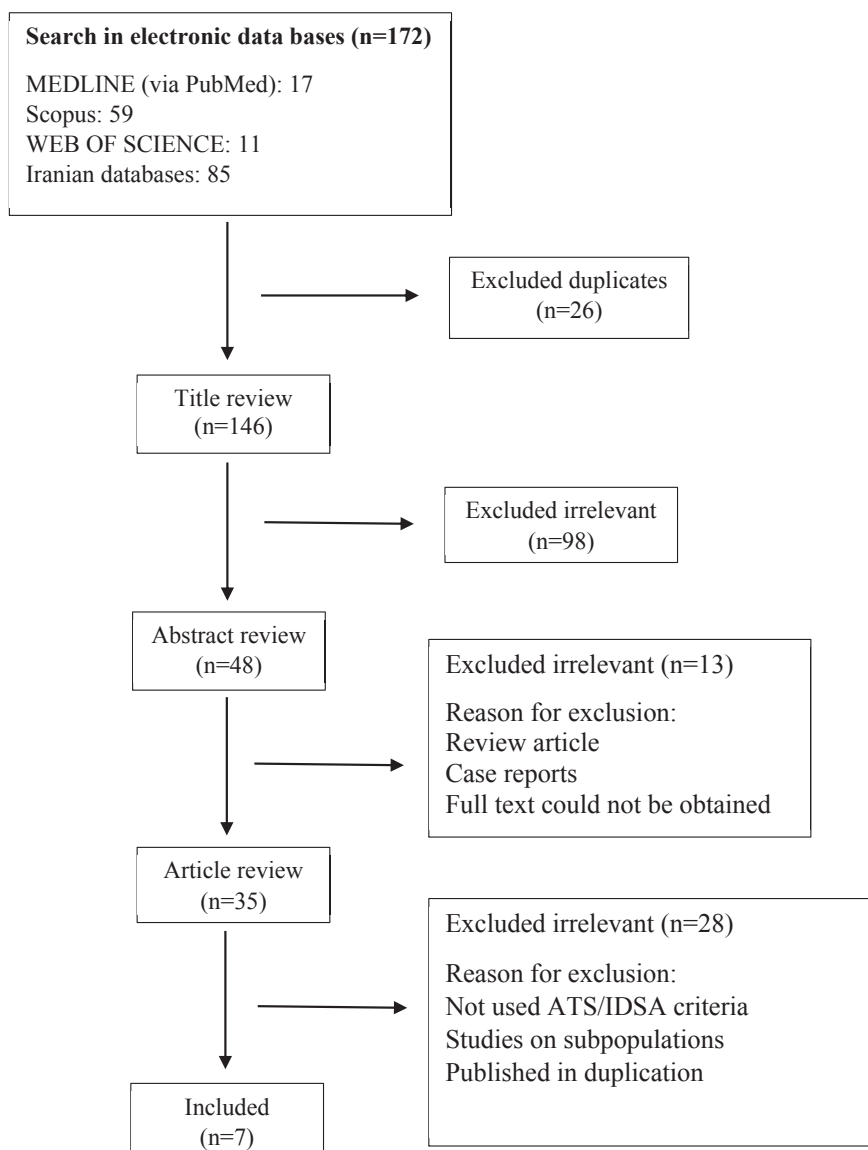 Search in electronic data bases (n=172)
MEDLINE (via PubMed): 17
Scopus: 59
WEB OF SCIENCE: 11
Iranian databases: 85
Excluded duplicates
(n=26)
Title review
(n=146)
Excluded irrelevant
(n=98)
Abstract review
(n=48)
Excluded irrelevant (n=13)
Reason for exclusion:
Review article
Case reports
Full text could not be obtained
Article review
(n=35)
Excluded irrelevant (n=28)
Reason for exclusion:
Not used ATS/IDSA criteria
Studies on subpopulations
Published in duplication
Included
(n=7)